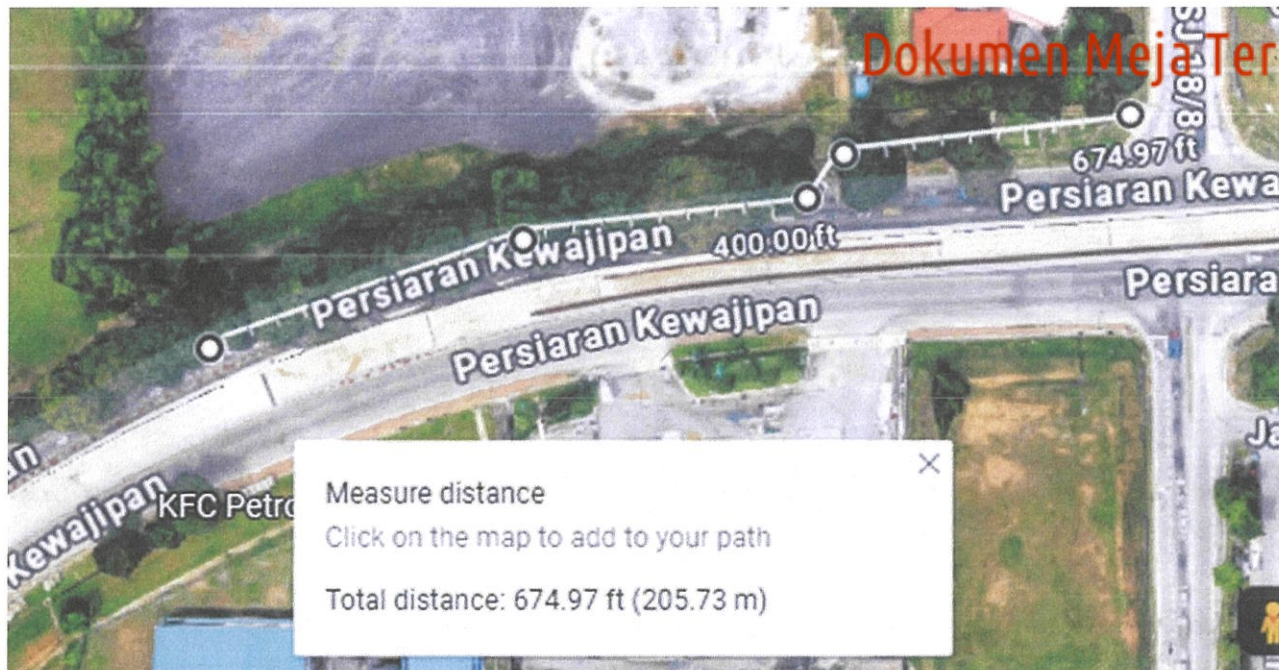 Dokumen Meja Ter
SJ 18/8
674.97 ft
Persiaran Kewa
Persiaran Kewajipan
400.00 ft
Persiara
Persiaran Kewajipan
Ja
an
Kewajipan
KFC Petro
Measure distance
Click on the map to add to your path
Total distance: 674.97 ft (205.73 m)